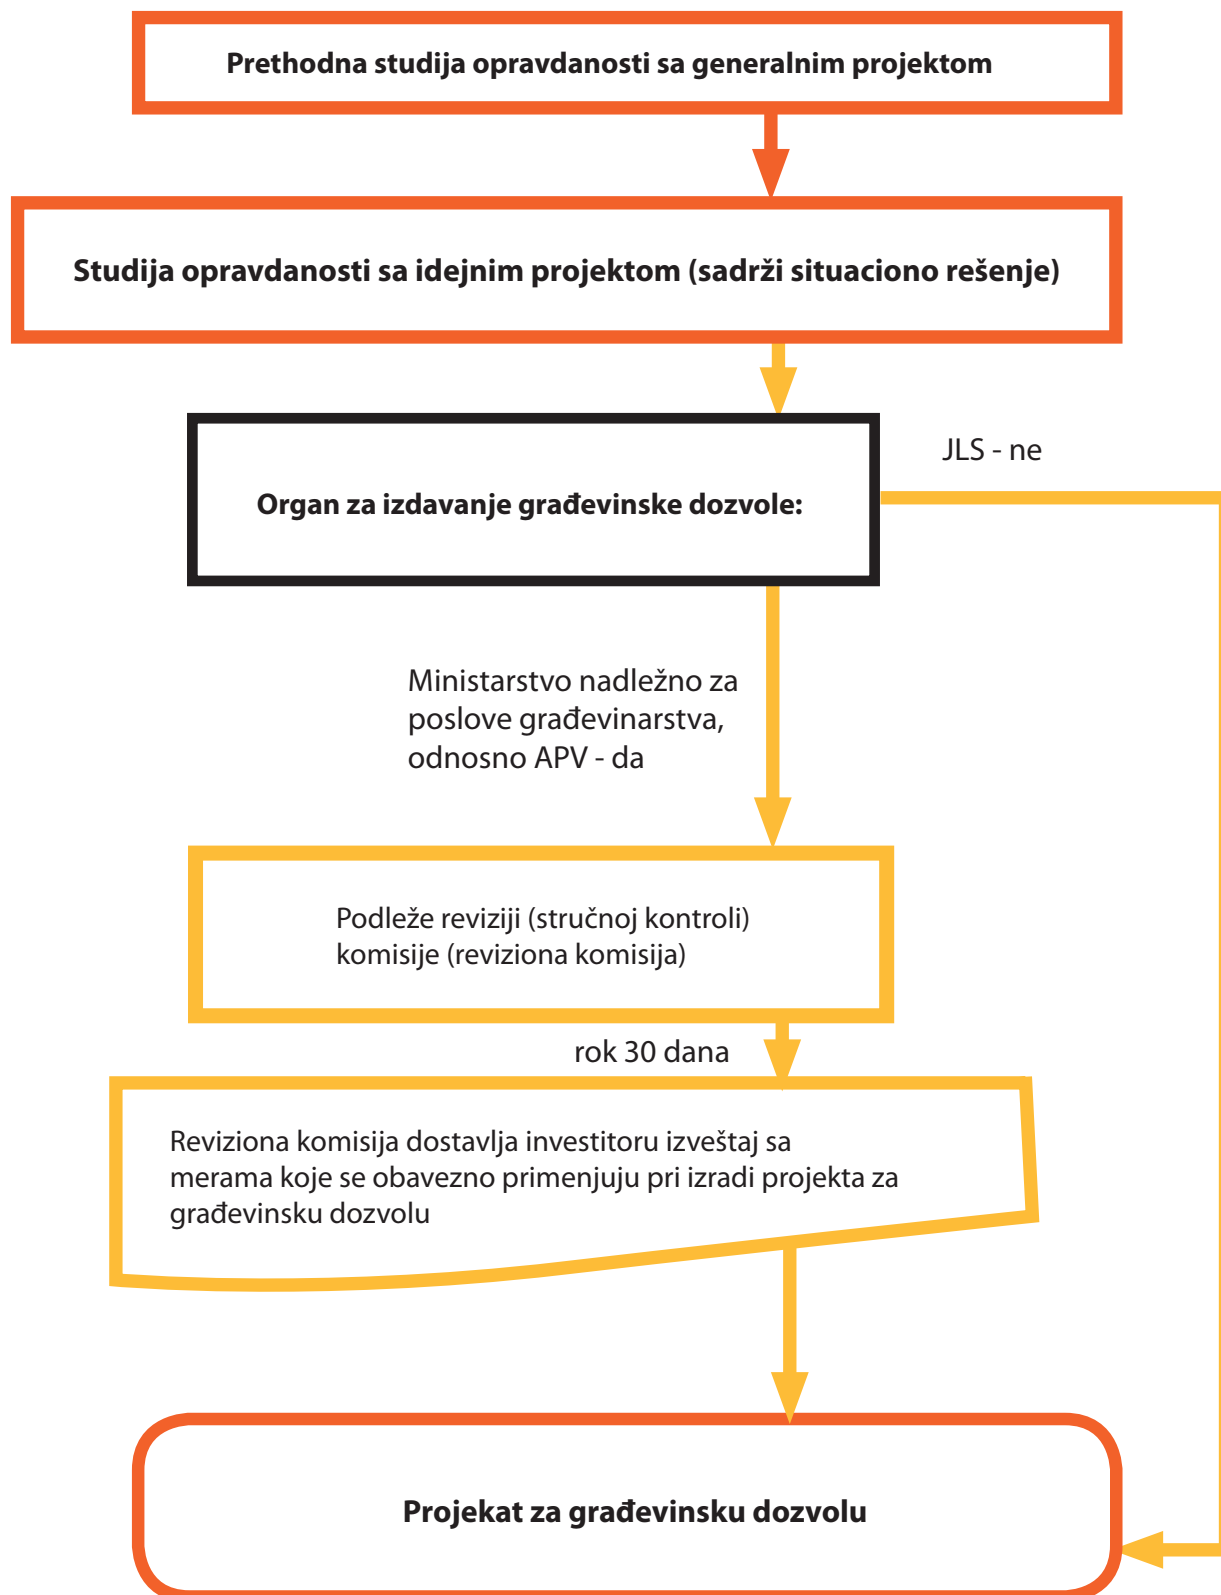 Prethodna studija opravdanosti sa generalnim projektom
Studija opravdanosti sa idejnim projektom (sadrži situaciono rešenje)
JLS - ne
Organ za izdavanje građevinske dozvole:
Ministarstvo nadležno za
poslove građevinarstva,
odnosno APV - da
Podleže reviziji (stručnoj kontroli)
komisije (reviziona komisija)
rok 30 dana
Reviziona komisija dostavlja investitoru izveštaj sa
merama koje se obavezno primenjuju pri izradi projekta za
građevinsku dozvolu
Projekat za građevinsku dozvolu